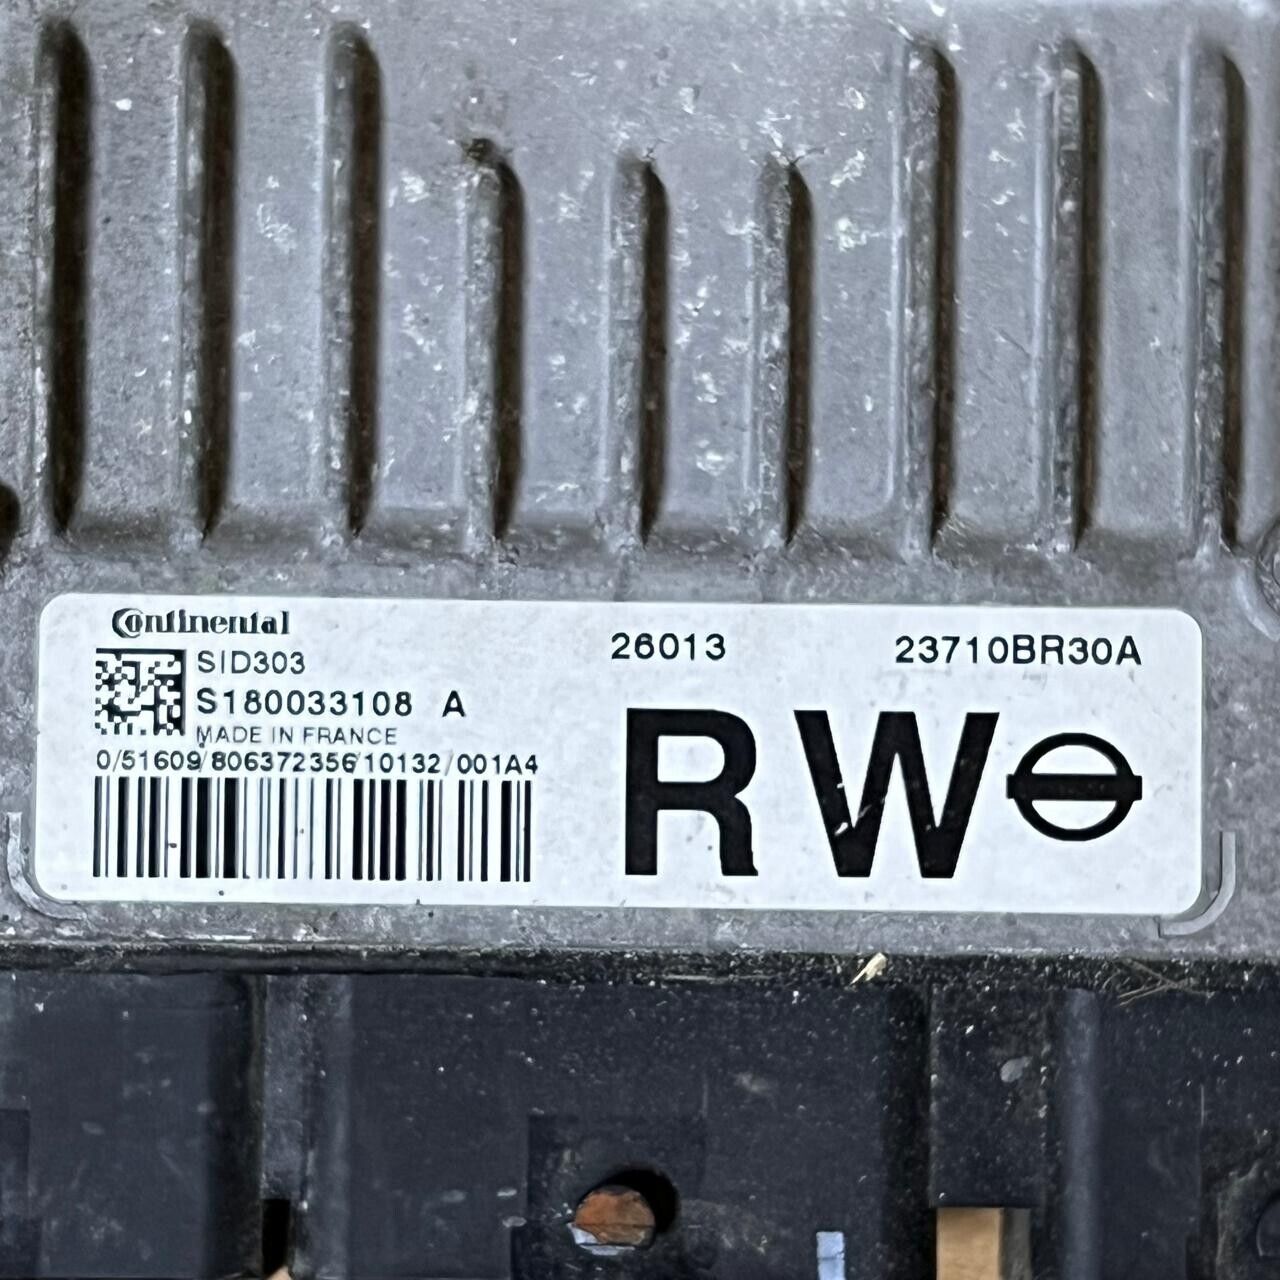 Continental
SID303
S180033108 A
MADE IN FRANCE
0/51609/806372356/10132/001A4
26013
23710BR30A
RW